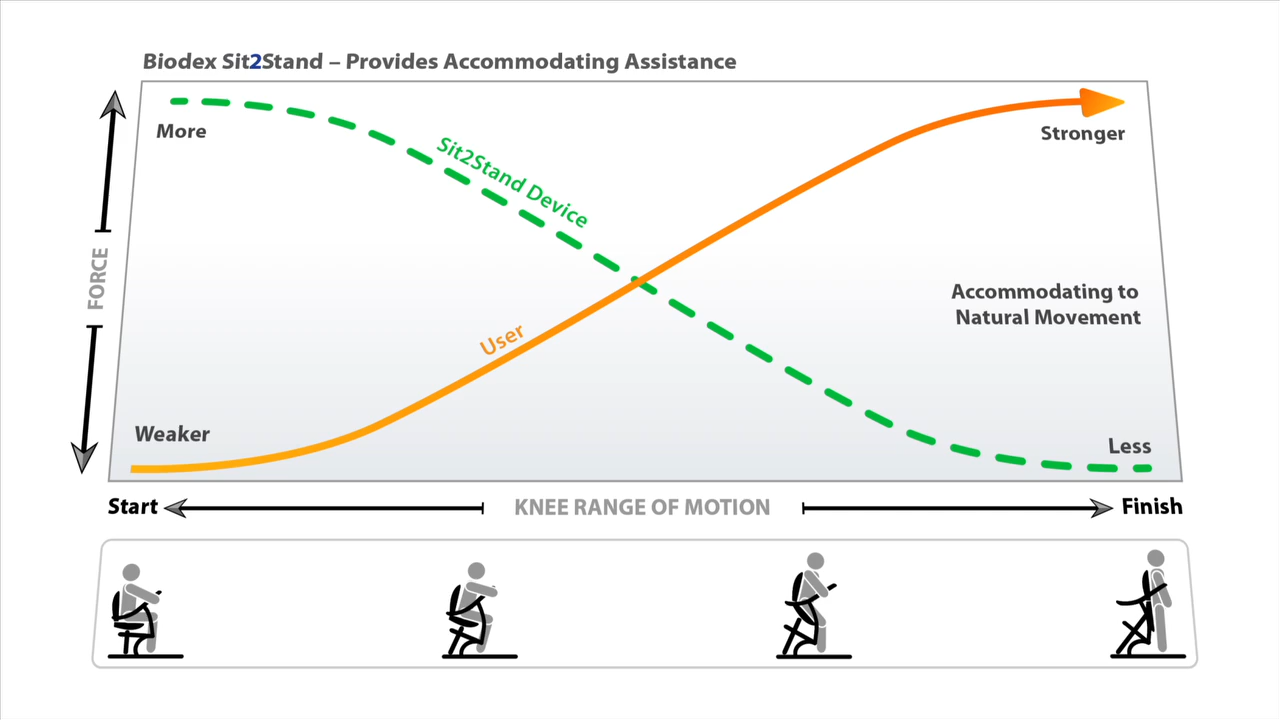 Biodex Sit2Stand – Provides Accommodating Assistance
More
Stronger
Sit2Stand Device
FORCE
Accommodating to
Natural Movement
User
Weaker
Less
Start
KNEE RANGE OF MOTION
Finish